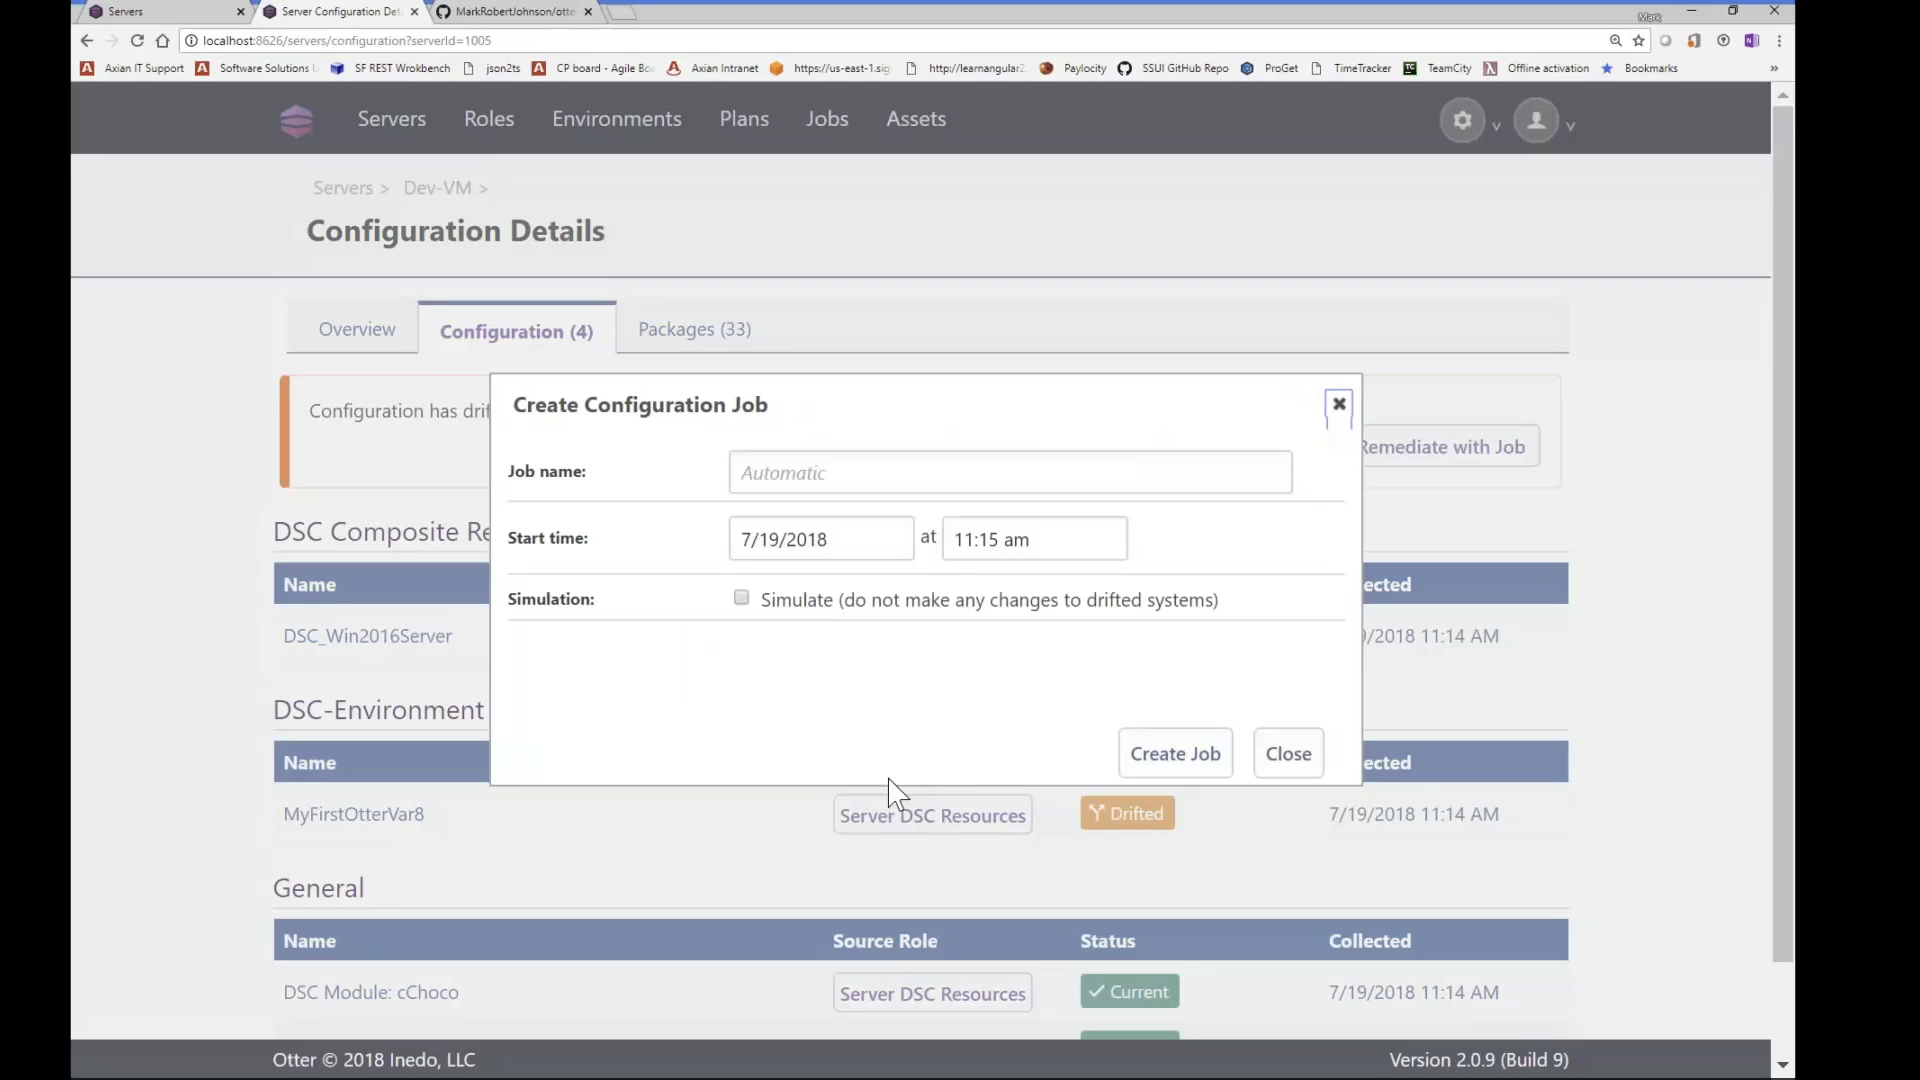 Servers
Server Configuration Det
MarkRobertJohnson/otte
Mark
localhost:8626/servers/configuration?serverId=1005
Axian IT Support
Software Solutions
SF REST Wrokbench
json2ts
CP board - Agile Bo
Axian Intranet
https://us-east-1.sig
http://learnangular2
Paylocity
SSUI GitHub Repo
ProGet
TimeTracker
TeamCity
Offline activation
Bookmarks
»
Servers Roles Environments Plans Jobs Assets
Servers > Dev-VM >
Configuration Details
Overview Configuration (4) Packages (33)
Configuration has drif
Remediate with Job
Create Configuration Job
Job name: Automatic
Start time: 7/19/2018 at 11:15 am
Simulation: Simulate (do not make any changes to drifted systems)
Create Job Close
DSC Composite Re
Name ected
DSC_Win2016Server 9/2018 11:14 AM
DSC-Environment
Name ected
MyFirstOtterVar8 Server DSC Resources Drifted 7/19/2018 11:14 AM
General
Name Source Role Status Collected
DSC Module: cChoco Server DSC Resources Current 7/19/2018 11:14 AM
Otter © 2018 Inedo, LLC Version 2.0.9 (Build 9)